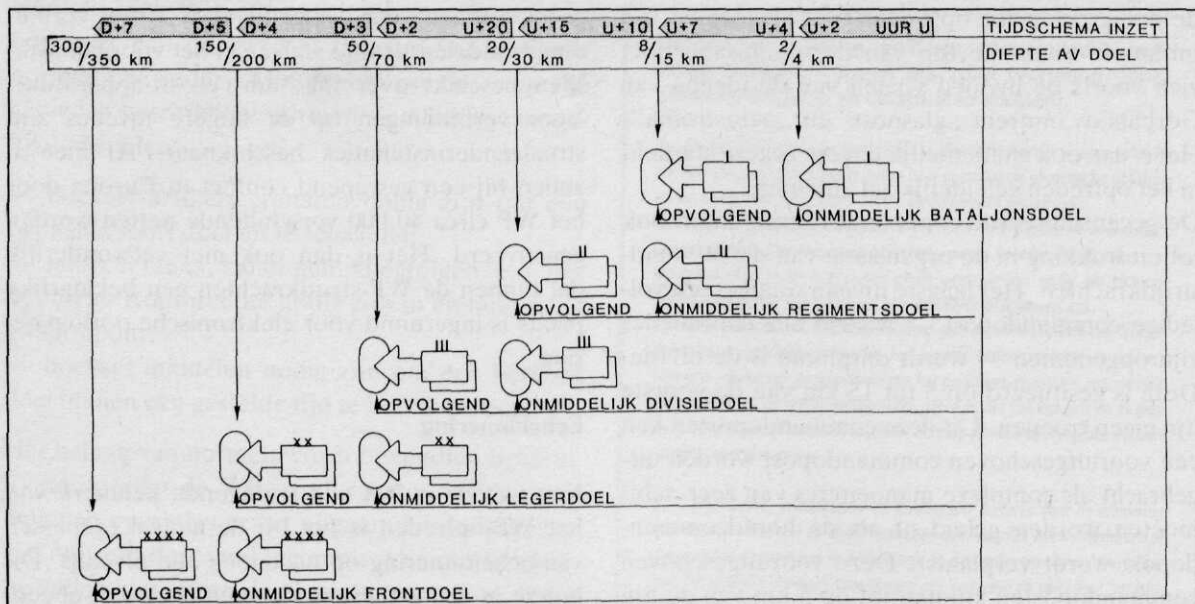 D+7 D+5 D+4 D+3 D+2 U+20 U+15 U+10 U+7 U+4 U+2 UUR U TIJDSCHEMA INZET
300/350 km 150/200 km 50/70 km 20/30 km 8/15 km 2/4 km DIEPTE AV DOEL
I I
OPVOLGEND ONMIDDELIJK BATALJONSDOEL
II II
OPVOLGEND ONMIDDELIJK REGIMENTSDOEL
III III
OPVOLGEND ONMIDDELIJK DIVISIEDOEL
XX XX
OPVOLGEND ONMIDDELIJK LEGERDOEL
XXXX XXXX
OPVOLGEND ONMIDDELIJK FRONTDOEL